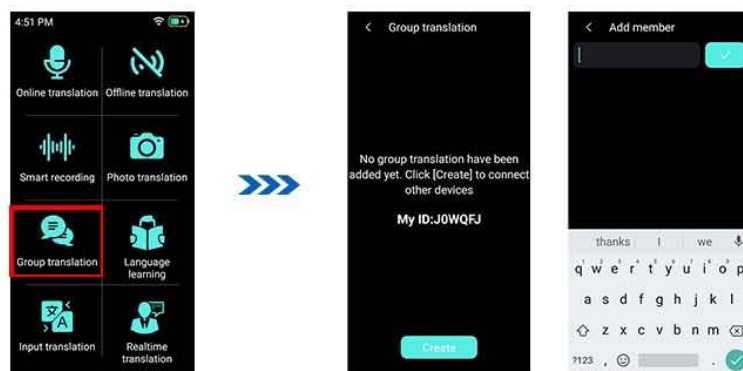 4:51 PM
Online translation
Offline translation
Smart recording
Photo translation
Group translation
Language
learning
Input translation
Realtime
translation
Group translation
No group translation have been
added yet. Click [Create] to connect
other devices
My ID:J0WQFJ
Create
Add member
thanks I we
q w e r t y u i o p
a s d f g h j k l
z x c v b n m
?123 , .